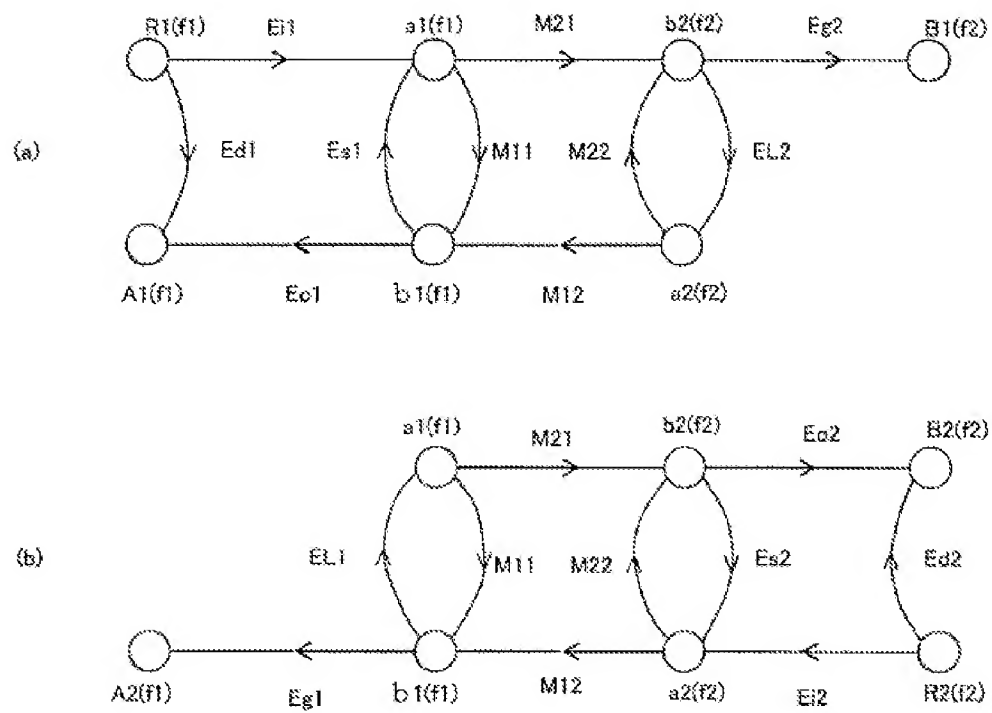 R1(f1) Ei1 a1(f1) M21 b2(f2) Eg2 B1(f2)
(a) Ed1 Es1 M11 M22 EL2
A1(f1) Eo1 b1(f1) M12 a2(f2)
a1(f1) M21 b2(f2) Eo2 B2(f2)
(b) EL1 M11 M22 Es2 Ed2
A2(f1) Eg1 b1(f1) M12 a2(f2) Ei2 R2(f2)